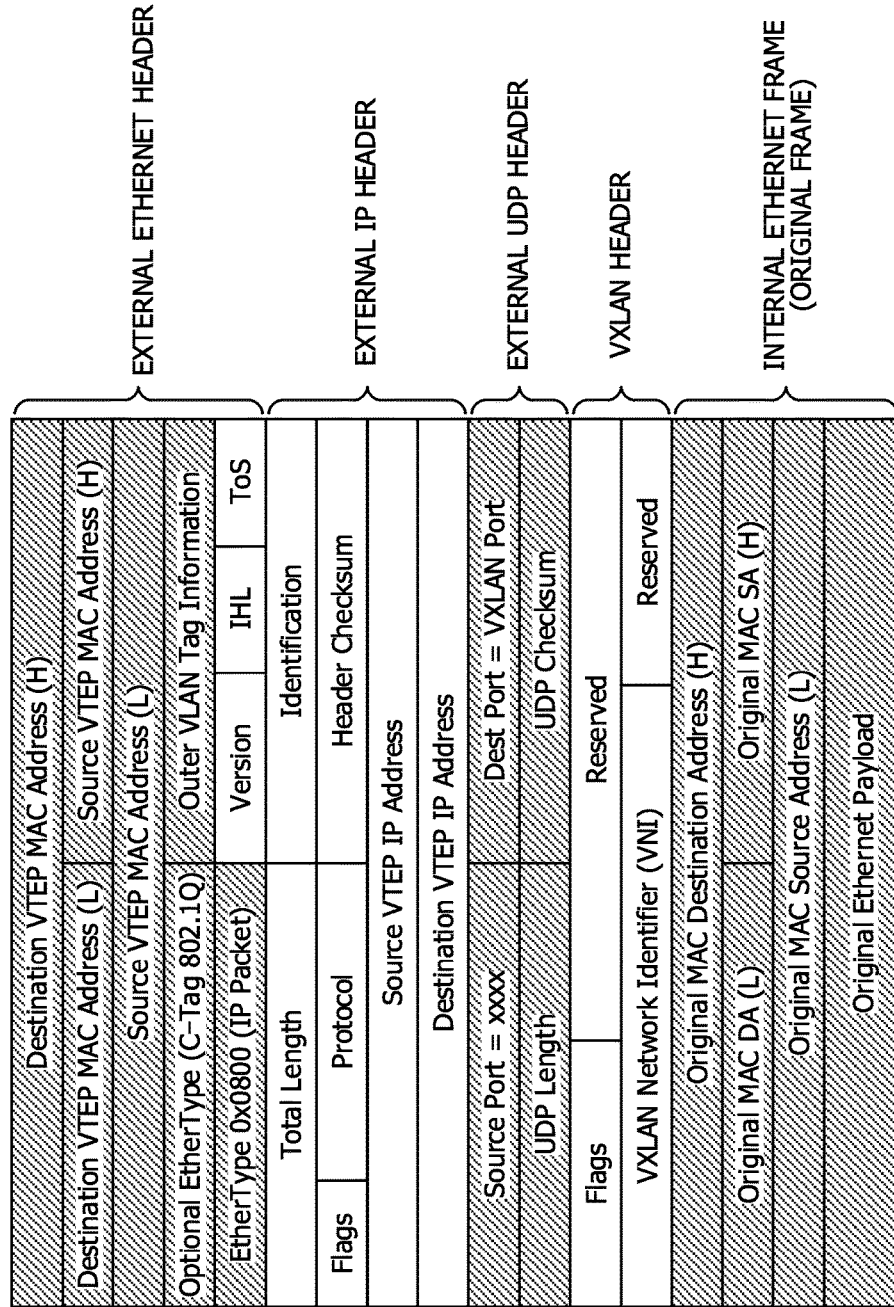 Destination VTEP MAC Address (H)
Destination VTEP MAC Address (L) Source VTEP MAC Address (H)
Source VTEP MAC Address (L)
Optional EtherType (C-Tag 802.1Q) Outer VLAN Tag Information
EtherType 0x0800 (IP Packet) Version IHL ToS
EXTERNAL ETHERNET HEADER
Total Length Identification
Flags Protocol Header Checksum
Source VTEP IP Address
Destination VTEP IP Address
EXTERNAL IP HEADER
Source Port = xxxx Dest Port = VXLAN Port
UDP Length UDP Checksum
EXTERNAL UDP HEADER
Flags Reserved
VXLAN Network Identifier (VNI) Reserved
VXLAN HEADER
Original MAC Destination Address (H)
Original MAC DA (L) Original MAC SA (H)
Original MAC Source Address (L)
Original Ethernet Payload
INTERNAL ETHERNET FRAME
(ORIGINAL FRAME)